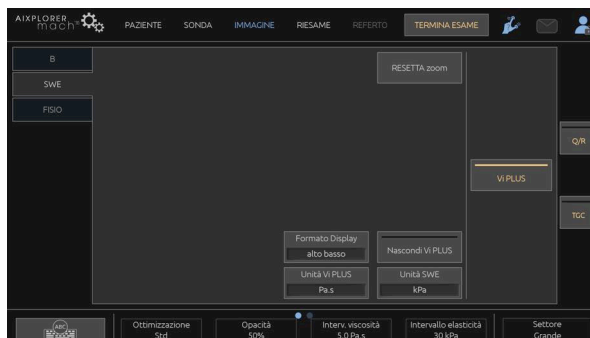 AIXPLORER
mach
PAZIENTE SONDA IMMAGINE RIESAME REFERTO TERMINA ESAME
B
SWE
FISIO
RESETTA zoom
Q/R
Vi PLUS
TGC
Formato Display
alto basso
Nascondi Vi PLUS
Unità Vi PLUS
Pa.s
Unità SWE
kPa
ABC
Ottimizzazione Opacità Interv. viscosità Intervallo elasticità Settore
Std 50% 5.0 Pa.s 30 kPa Grande